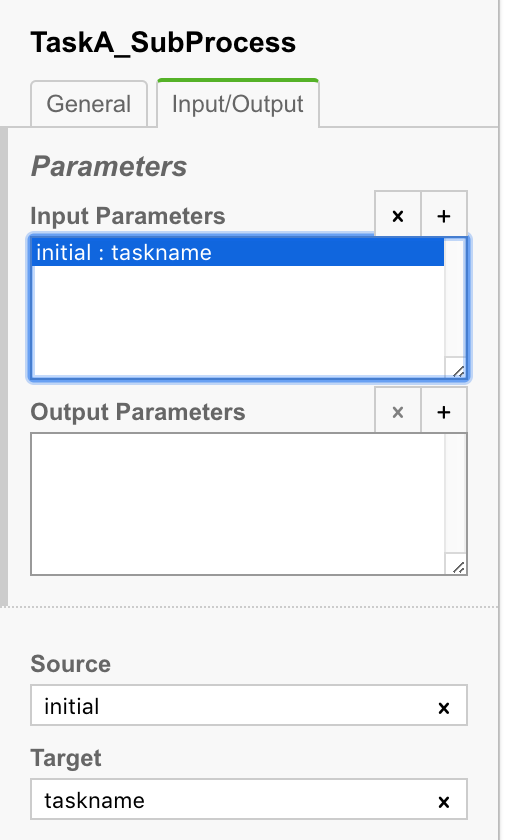 TaskA_SubProcess
General
Input/Output
Parameters
Input Parameters × +
initial : taskname
Output Parameters × +
Source
initial ×
Target
taskname ×